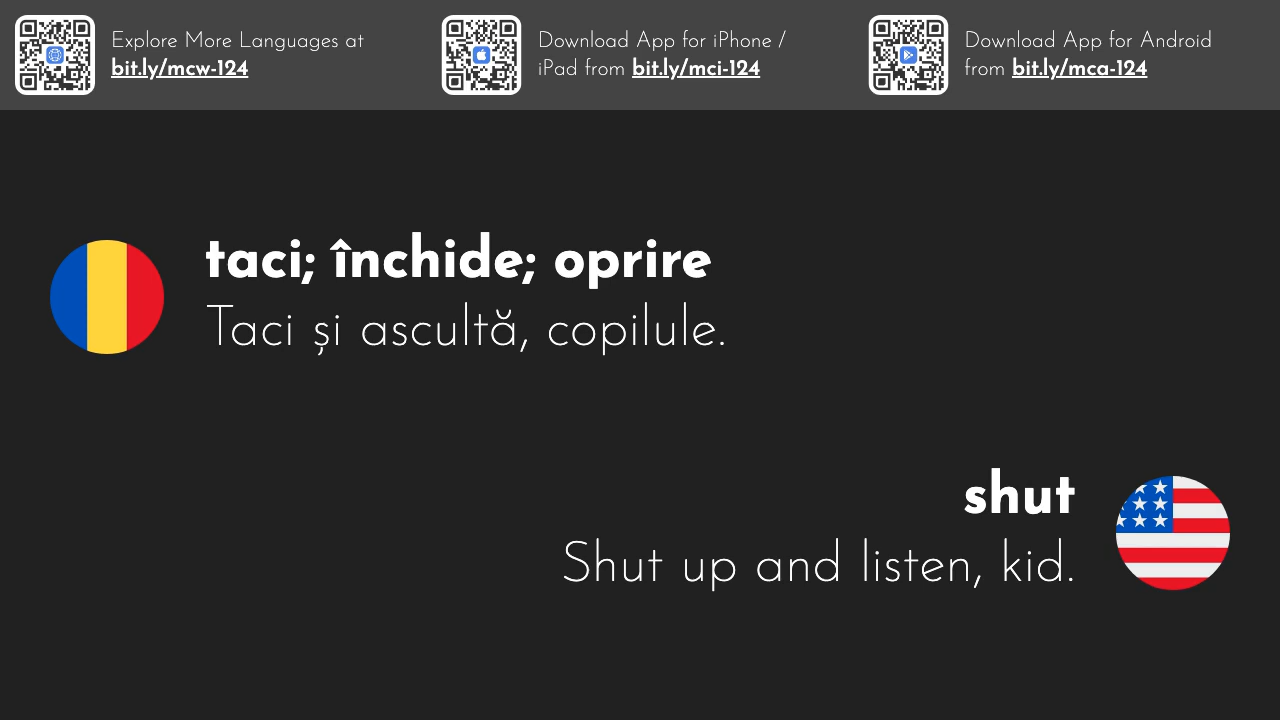 Explore More Languages at
bit.ly/mcw-124
Download App for iPhone /
iPad from bit.ly/mci-124
Download App for Android
from bit.ly/mca-124
taci; închide; oprire
Taci și ascultă, copilule.
shut
Shut up and listen, kid.